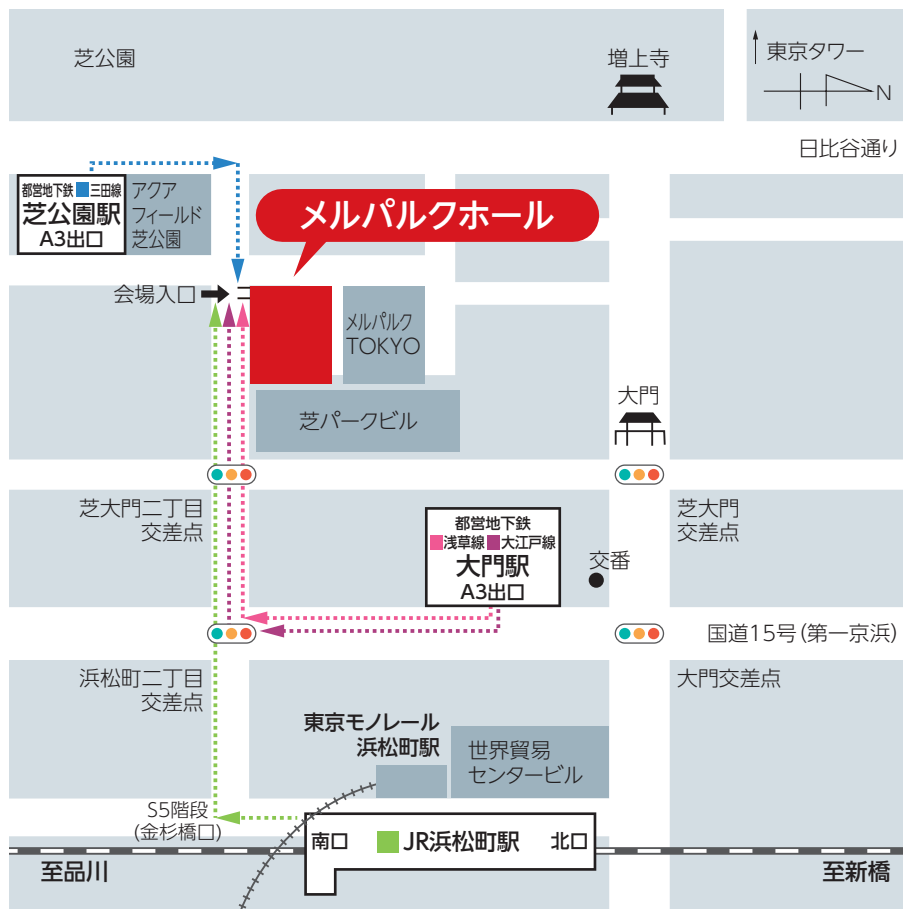 芝公園
増上寺
東京タワー
N
日比谷通り
都営地下鉄 三田線
芝公園駅
A3出口
アクア
フィールド
芝公園
メルパルクホール
会場入口
メルパルク
TOKYO
芝パークビル
大門
芝大門二丁目
交差点
都営地下鉄
浅草線 大江戸線
大門駅
A3出口
交番
芝大門
交差点
国道15号(第一京浜)
浜松町二丁目
交差点
大門交差点
東京モノレール
浜松町駅
世界貿易
センタービル
S5階段
(金杉橋口)
南口
JR浜松町駅
北口
至品川
至新橋